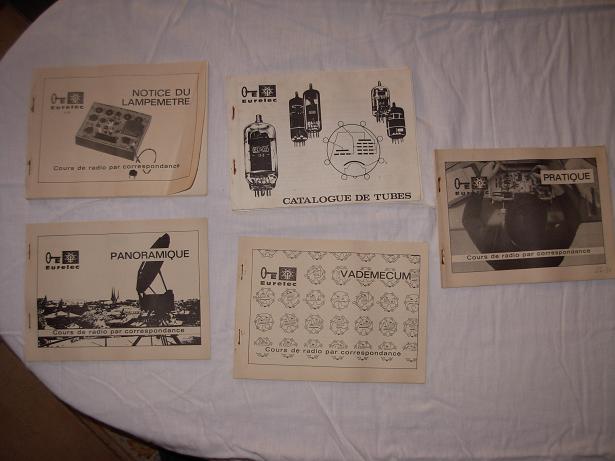 Eurelec
NOTICE DU
LAMPEMETRE
Cours de radio par correspondance
Eurelec
CATALOGUE DE TUBES
Eurelec
PRATIQUE
Cours de radio par correspondance
Eurelec
PANORAMIQUE
Cours de radio par correspondance
Eurelec
VADEMECUM
Cours de radio par correspondance